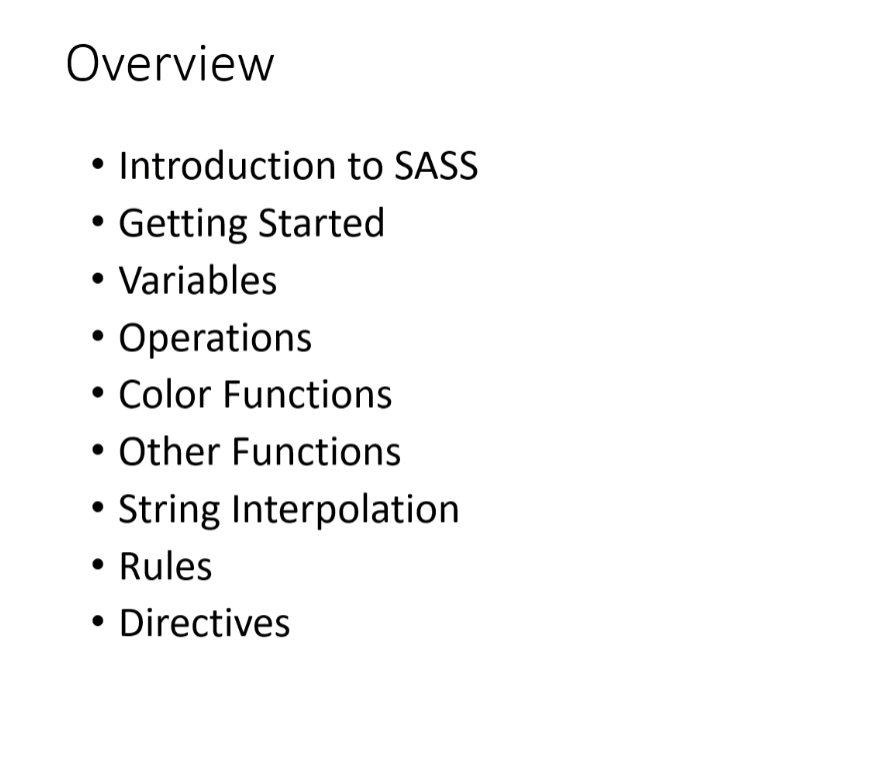 Overview
• Introduction to SASS
• Getting Started
• Variables
• Operations
• Color Functions
• Other Functions
• String Interpolation
• Rules
• Directives